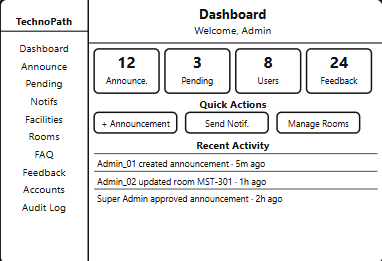 TechnoPath
Dashboard
Announce
Pending
Notifs
Facilities
Rooms
FAQ
Feedback
Accounts
Audit Log
Dashboard
Welcome, Admin
12
Announce.
3
Pending
8
Users
24
Feedback
Quick Actions
+ Announcement
Send Notif.
Manage Rooms
Recent Activity
Admin_01 created announcement · 5m ago
Admin_02 updated room MST-301 · 1h ago
Super Admin approved announcement · 2h ago